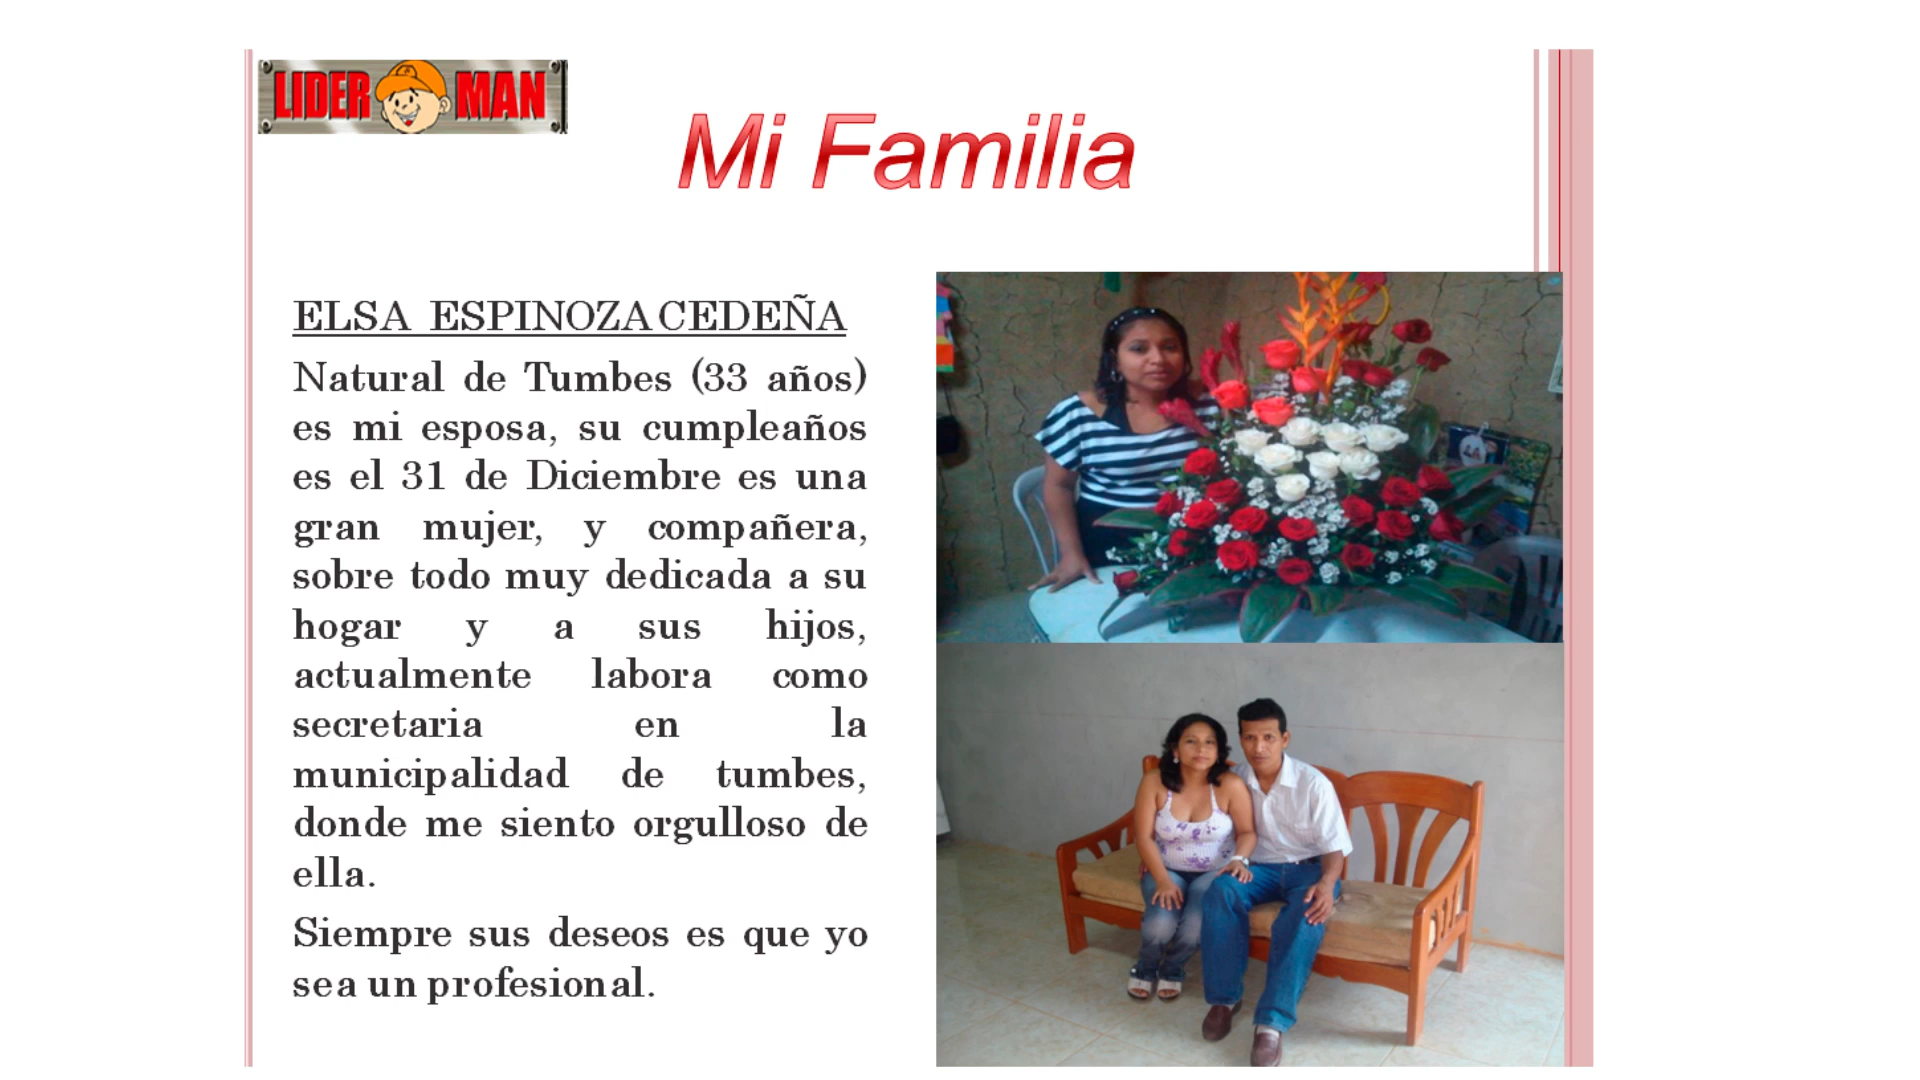 LIDER MAN
Mi Familia
ELSA ESPINOZA CEDEÑA
Natural de Tumbes (33 años)
es mi esposa, su cumpleaños
es el 31 de Diciembre es una
gran mujer, y compañera,
sobre todo muy dedicada a su
hogar y a sus hijos,
actualmente labora como
secretaria en la
municipalidad de tumbes,
donde me siento orgulloso de
ella.
Siempre sus deseos es que yo
sea un profesional.